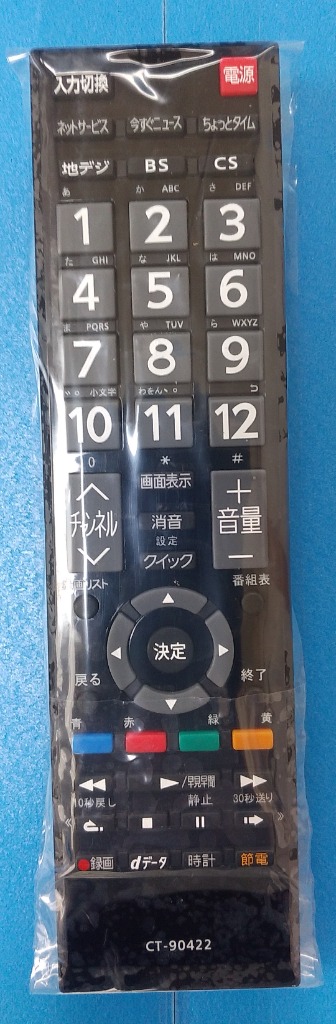 入力切換 電源
ネットサービス 今すぐニュース ちょっとタイム
地デジ BS CS
あ か ABC さ DEF
1 2 3
た GHI な JKL は MNO
4 5 6
ま PQRS や TUV ら WXYZ
7 8 9
小文字 わをん
10 11 12
0 * #
画面表示
チャンネル 消音 + 音量 −
設定
クイック
リスト 番組表
決定
戻る 終了
青 赤 緑 黄
/早見早聞
10秒戻し 静止 30秒送り
録画 dデータ 時計 節電
CT-90422